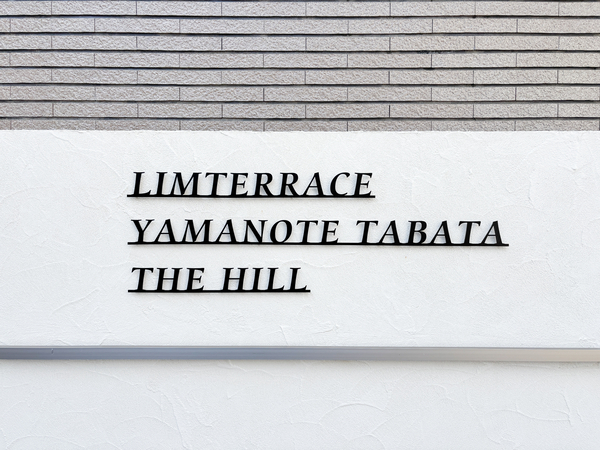 LIMTERRACE
YAMANOTE TABATA
THE HILL